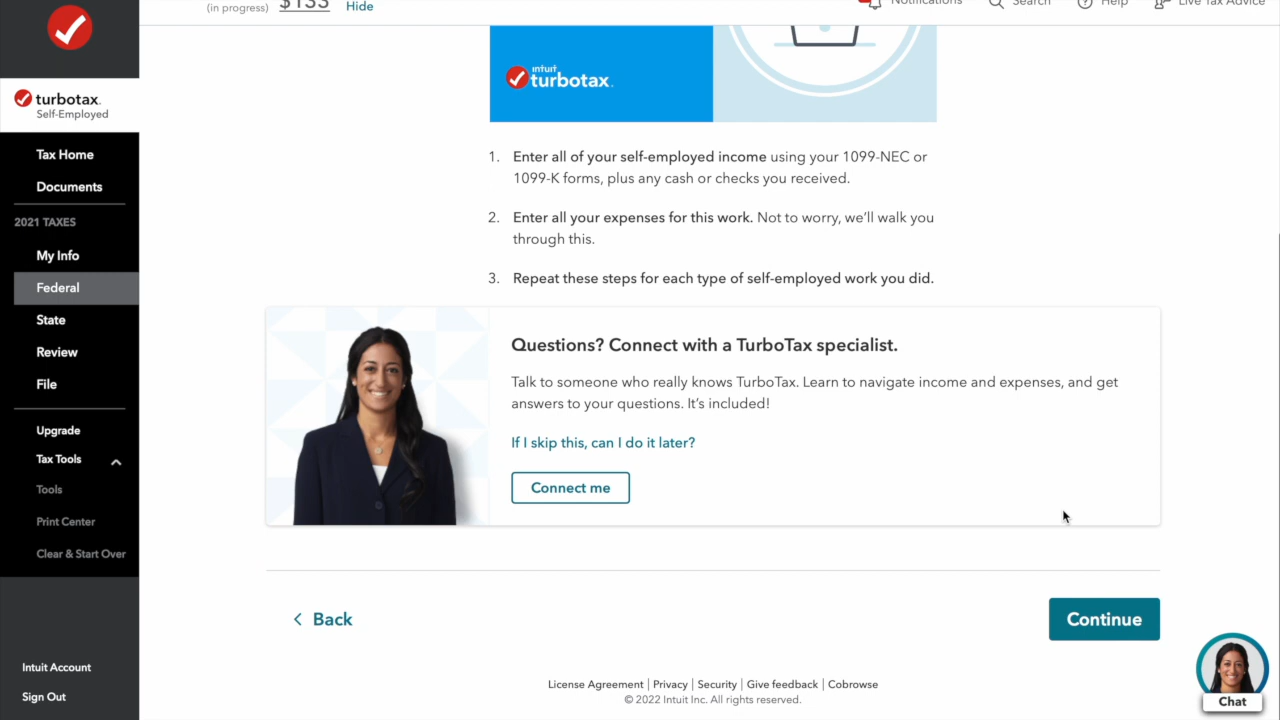 (in progress) $133 Hide
Notifications Search Help Live Tax Advice
turbotax.
Self-Employed
Tax Home
Documents
2021 TAXES
My Info
Federal
State
Review
File
Upgrade
Tax Tools
Tools
Print Center
Clear & Start Over
Intuit Account
Sign Out
intuit
turbotax.
1. Enter all of your self-employed income using your 1099-NEC or
1099-K forms, plus any cash or checks you received.
2. Enter all your expenses for this work. Not to worry, we'll walk you
through this.
3. Repeat these steps for each type of self-employed work you did.
Questions? Connect with a TurboTax specialist.
Talk to someone who really knows TurboTax. Learn to navigate income and expenses, and get
answers to your questions. It's included!
If I skip this, can I do it later?
Connect me
Back
Continue
License Agreement | Privacy | Security | Give feedback | Cobrowse
© 2022 Intuit Inc. All rights reserved.
Chat